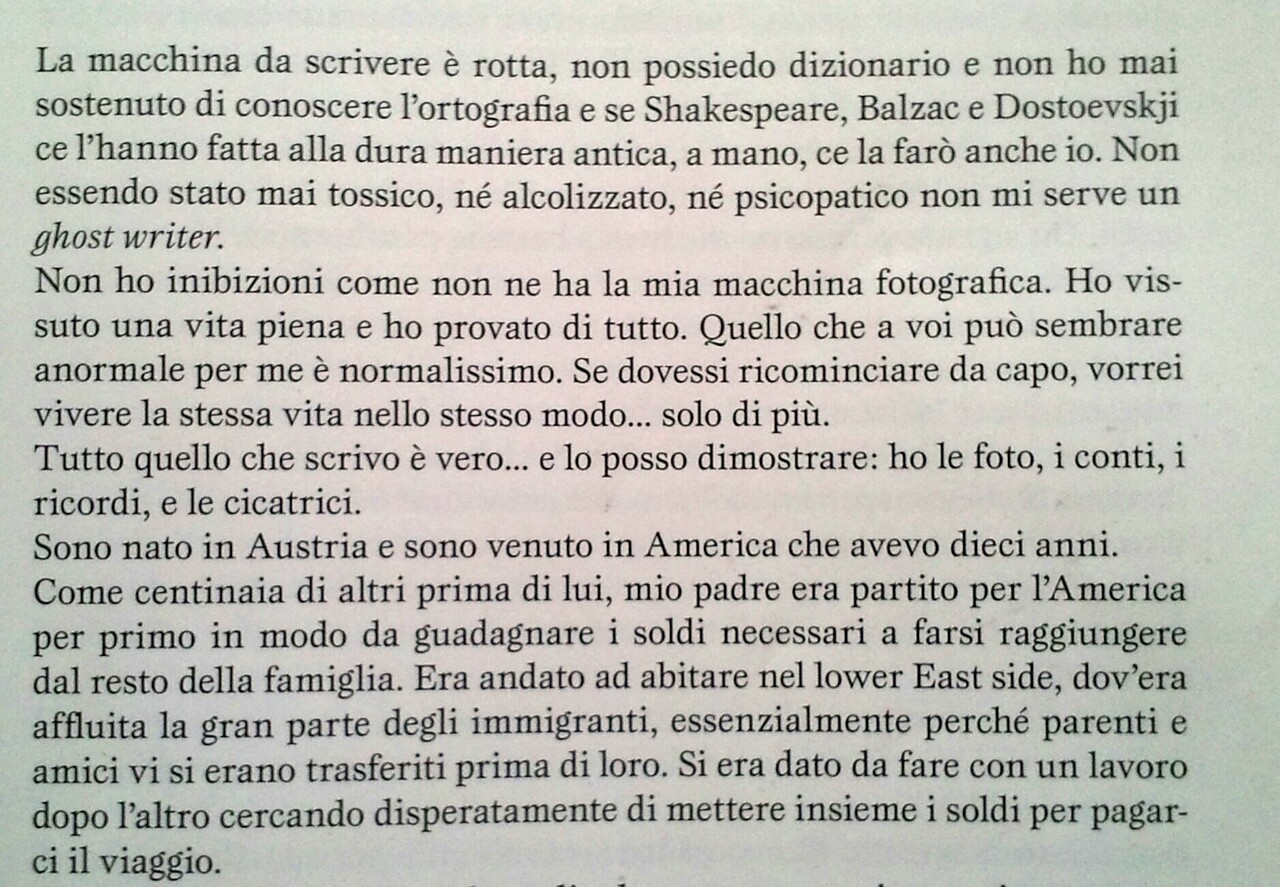 La macchina da scrivere è rotta, non possiedo dizionario e non ho mai
sostenuto di conoscere l'ortografia e se Shakespeare, Balzac e Dostoevskji
ce l'hanno fatta alla dura maniera antica, a mano, ce la farò anche io. Non
essendo stato mai tossico, né alcolizzato, né psicopatico non mi serve un
ghost writer.
Non ho inibizioni come non ne ha la mia macchina fotografica. Ho vis-
suto una vita piena e ho provato di tutto. Quello che a voi può sembrare
anormale per me è normalissimo. Se dovessi ricominciare da capo, vorrei
vivere la stessa vita nello stesso modo... solo di più.
Tutto quello che scrivo è vero... e lo posso dimostrare: ho le foto, i conti, i
ricordi, e le cicatrici.
Sono nato in Austria e sono venuto in America che avevo dieci anni.
Come centinaia di altri prima di lui, mio padre era partito per l'America
per primo in modo da guadagnare i soldi necessari a farsi raggiungere
dal resto della famiglia. Era andato ad abitare nel lower East side, dov'era
affluita la gran parte degli immigranti, essenzialmente perché parenti e
amici vi si erano trasferiti prima di loro. Si era dato da fare con un lavoro
dopo l'altro cercando disperatamente di mettere insieme i soldi per pagar-
ci il viaggio.